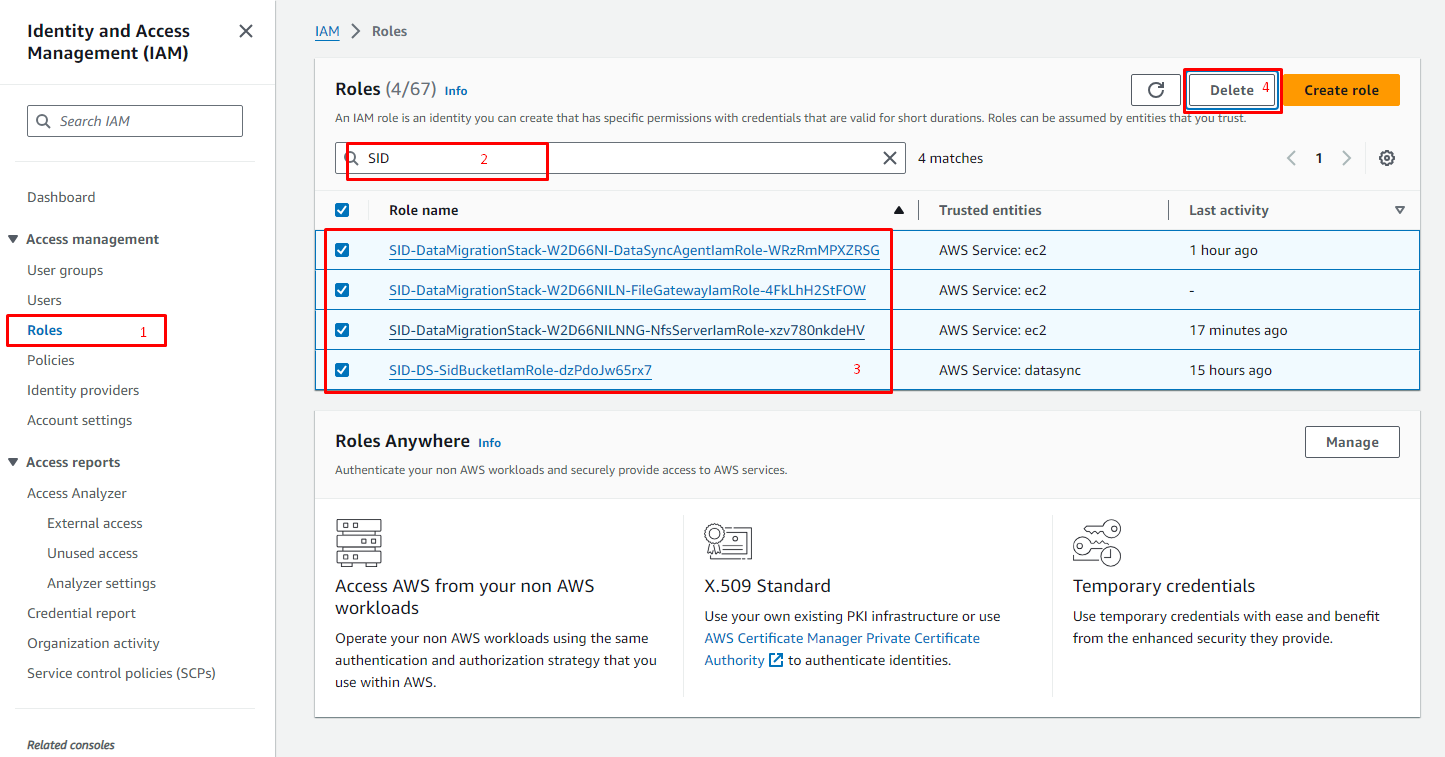 Identity and Access
Management (IAM)
Search IAM
Dashboard
Access management
User groups
Users
Roles 1
Policies
Identity providers
Account settings
Access reports
Access Analyzer
External access
Unused access
Analyzer settings
Credential report
Organization activity
Service control policies (SCPs)
Related consoles
IAM > Roles
Roles (4/67) Info
Delete 4
Create role
An IAM role is an identity you can create that has specific permissions with credentials that are valid for short durations. Roles can be assumed by entities that you trust.
SID 2
4 matches
1
Role name Trusted entities Last activity
SID-DataMigrationStack-W2D66NI-DataSyncAgentIamRole-WRzRmMPXZRSG AWS Service: ec2 1 hour ago
SID-DataMigrationStack-W2D66NILN-FileGatewayIamRole-4FkLhH2StFOW AWS Service: ec2 -
SID-DataMigrationStack-W2D66NILNNG-NfsServerIamRole-xzv780nkdeHV AWS Service: ec2 17 minutes ago
SID-DS-SidBucketIamRole-dzPdoJw65rx7 3 AWS Service: datasync 15 hours ago
Roles Anywhere Info
Manage
Authenticate your non AWS workloads and securely provide access to AWS services.
Access AWS from your non AWS
workloads
Operate your non AWS workloads using the same
authentication and authorization strategy that you
use within AWS.
X.509 Standard
Use your own existing PKI infrastructure or use
AWS Certificate Manager Private Certificate
Authority to authenticate identities.
Temporary credentials
Use temporary credentials with ease and benefit
from the enhanced security they provide.